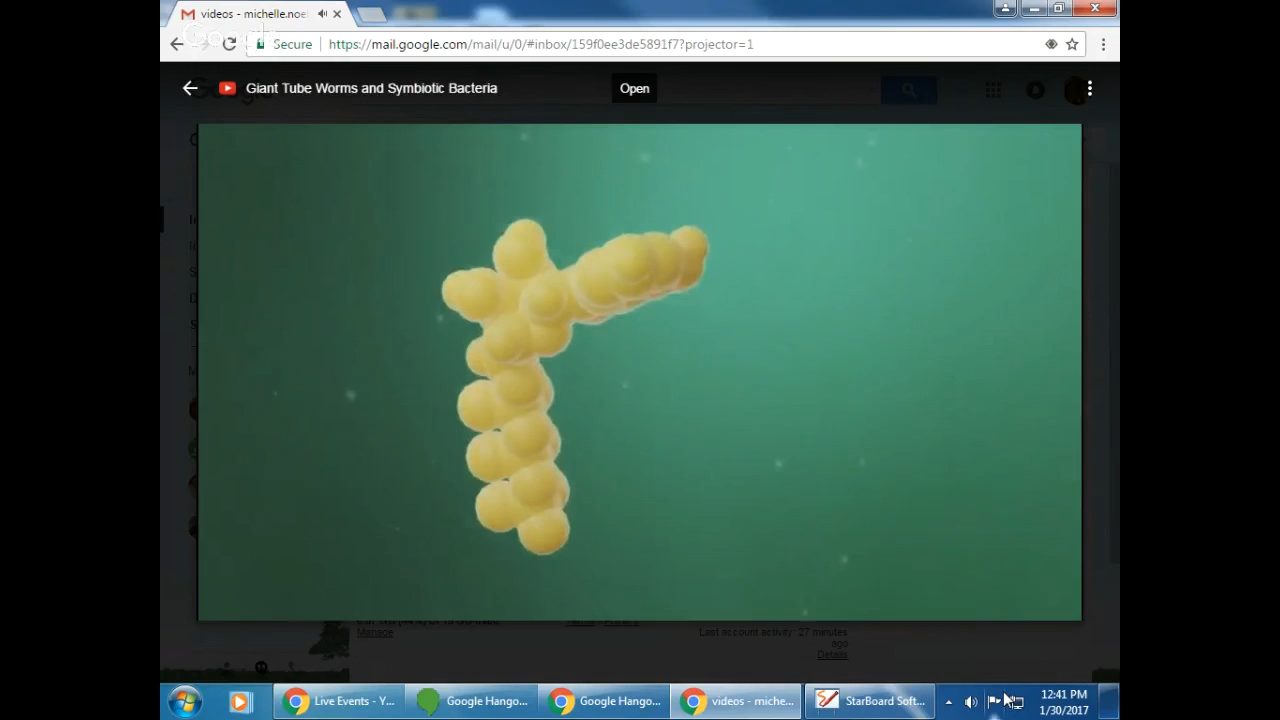 videos - michelle.noe
Google
Secure
https://mail.google.com/mail/u/0/#inbox/159f0ee3de5891f7?projector=1
Giant Tube Worms and Symbiotic Bacteria
Open
Manage
Last account activity: 27 minutes
ago
Details
Live Events - Y...
Google Hango...
Google Hango...
videos - miche...
StarBoard Soft...
12:41 PM
1/30/2017